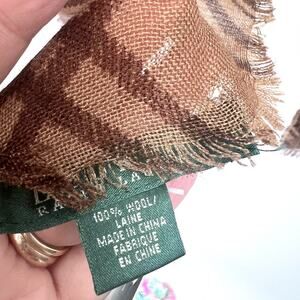 100% WOOL/
LAINE
MADE IN CHINA
FABRIQUE
EN CHINE